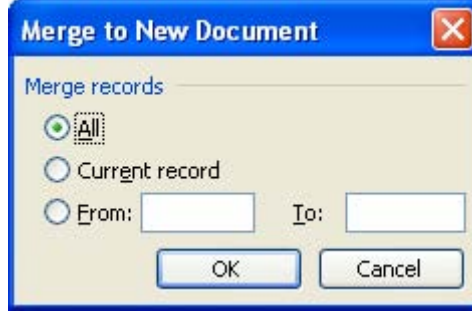 Merge to New Document
Merge records
All
Current record
From: To:
OK Cancel